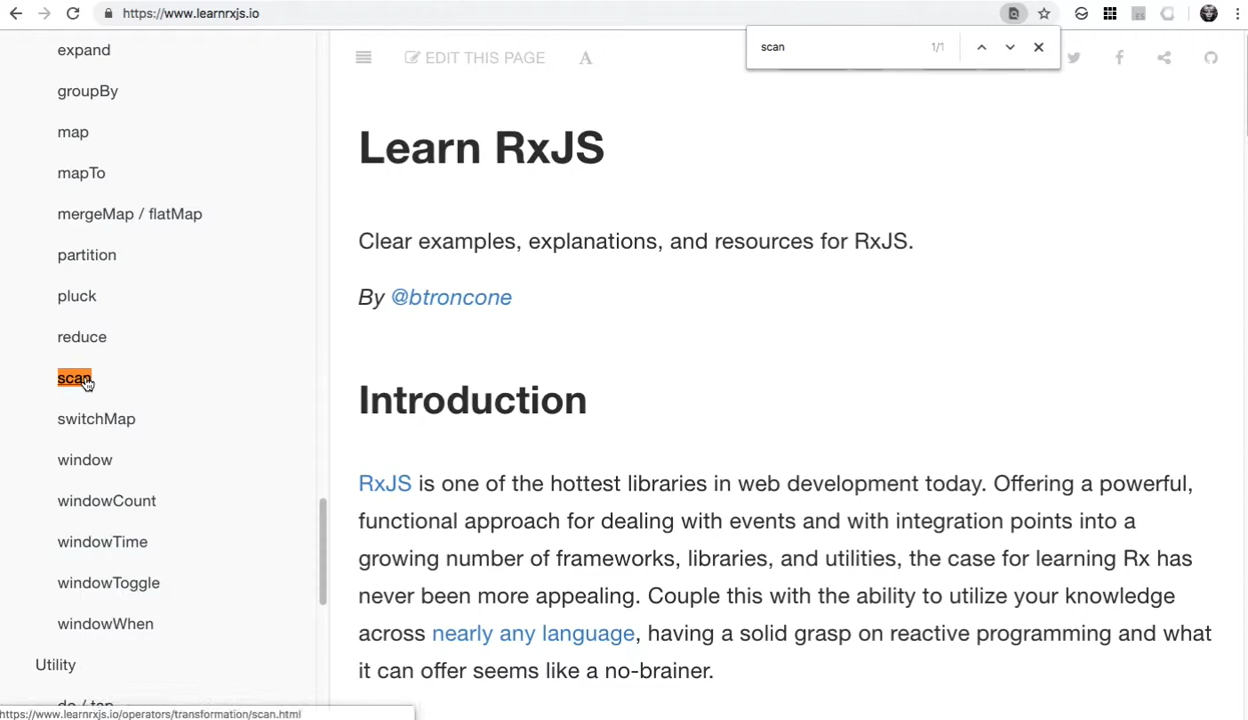 https://www.learnrxjs.io
scan
1/1
expand
groupBy
map
mapTo
mergeMap / flatMap
partition
pluck
reduce
scan
switchMap
window
windowCount
windowTime
windowToggle
windowWhen
Utility
do / tap
https://www.learnrxjs.io/operators/transformation/scan.html
EDIT THIS PAGE
A
Learn RxJS
Clear examples, explanations, and resources for RxJS.
By @btroncone
Introduction
RxJS is one of the hottest libraries in web development today. Offering a powerful,
functional approach for dealing with events and with integration points into a
growing number of frameworks, libraries, and utilities, the case for learning Rx has
never been more appealing. Couple this with the ability to utilize your knowledge
across nearly any language, having a solid grasp on reactive programming and what
it can offer seems like a no-brainer.